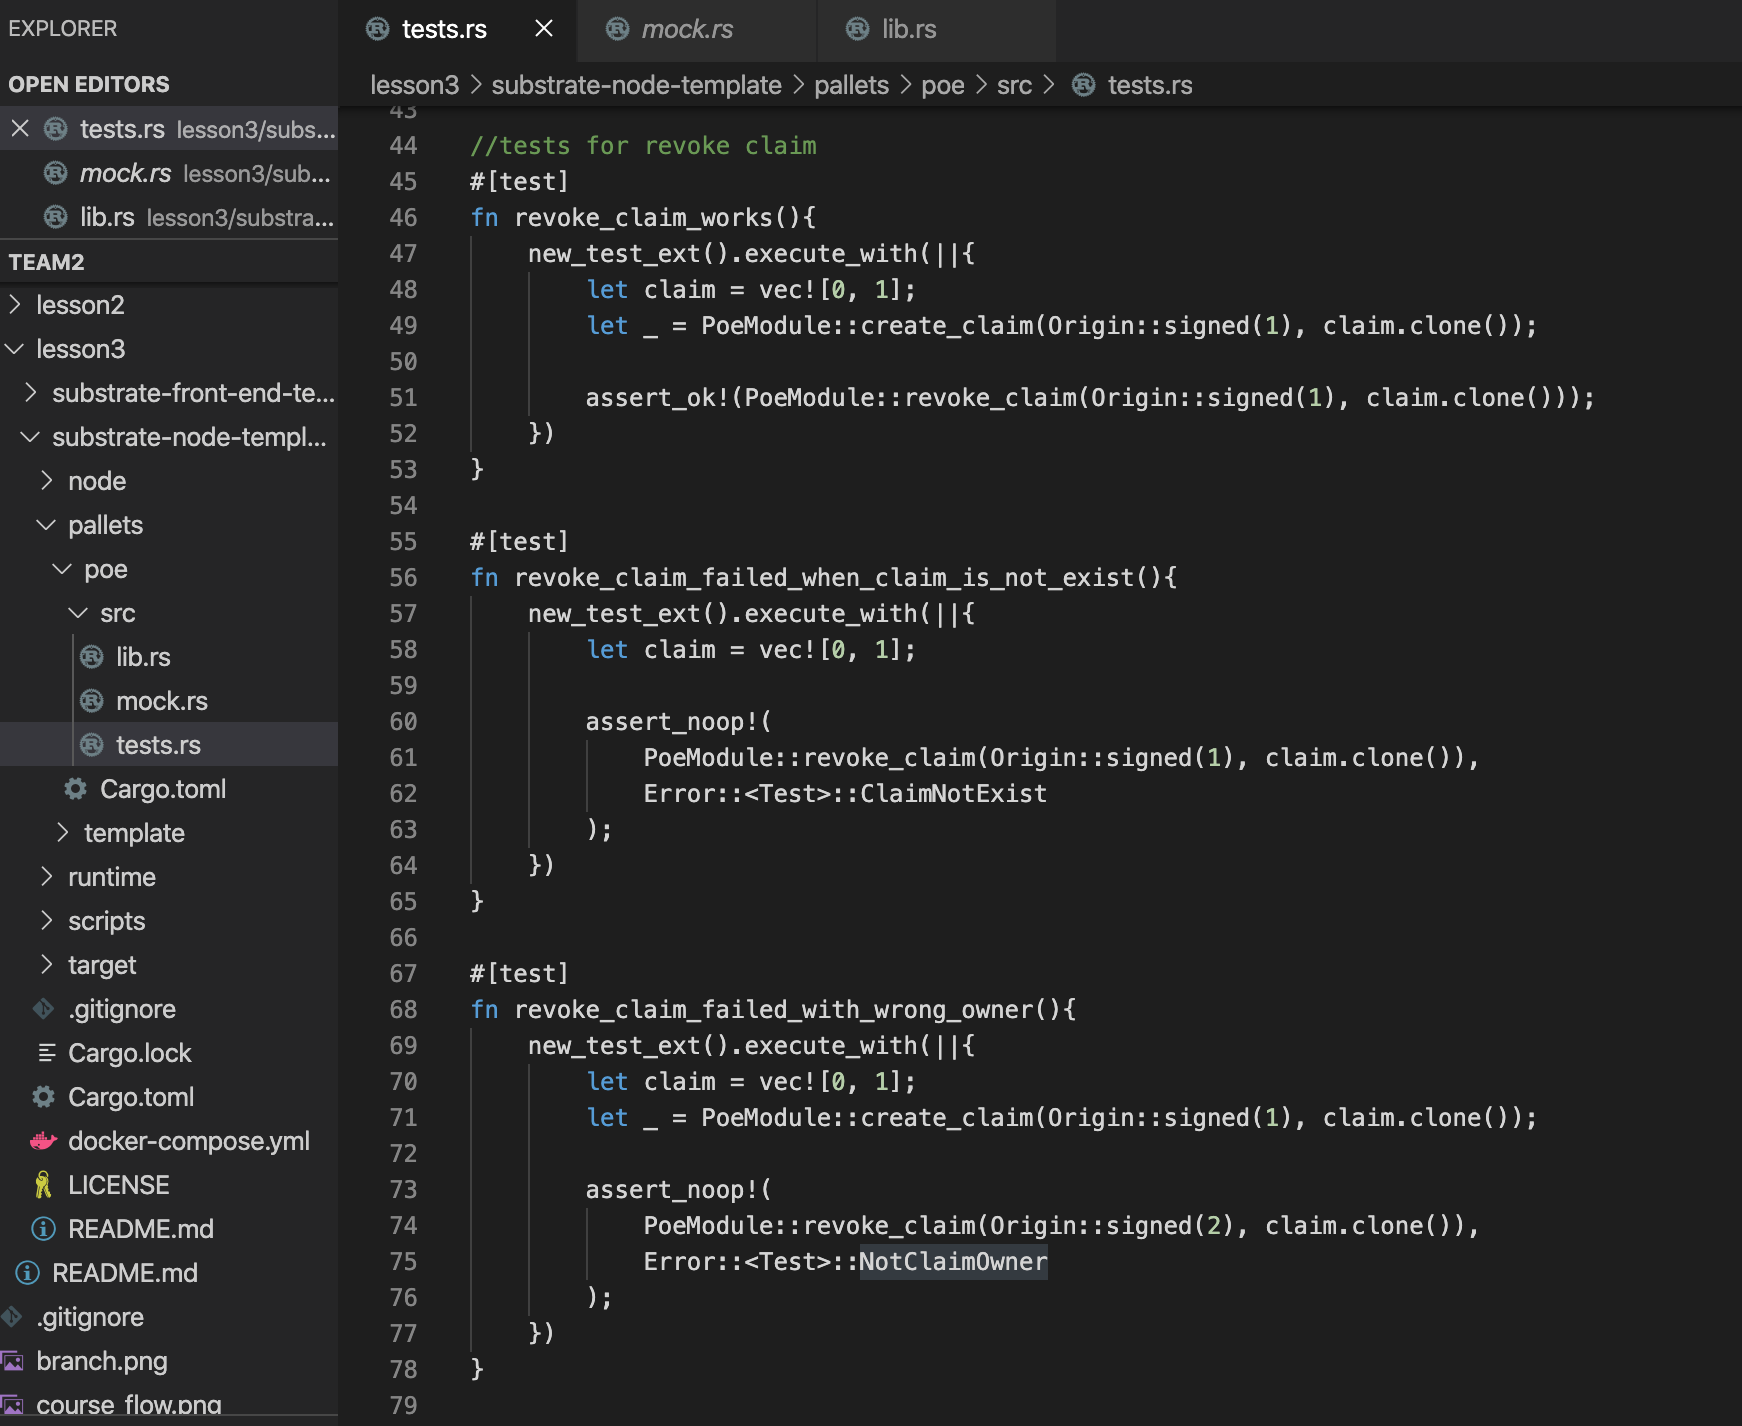 EXPLORER
OPEN EDITORS
tests.rs lesson3/subs...
mock.rs lesson3/sub...
lib.rs lesson3/substra...
TEAM2
lesson2
lesson3
substrate-front-end-te...
substrate-node-templ...
node
pallets
poe
src
lib.rs
mock.rs
tests.rs
Cargo.toml
template
runtime
scripts
target
.gitignore
Cargo.lock
Cargo.toml
docker-compose.yml
LICENSE
README.md
README.md
.gitignore
branch.png
course_flow.png
tests.rs mock.rs lib.rs
lesson3 > substrate-node-template > pallets > poe > src > tests.rs
43
44 //tests for revoke claim
45 #[test]
46 fn revoke_claim_works(){
47 new_test_ext().execute_with(||{
48 let claim = vec![0, 1];
49 let _ = PoeModule::create_claim(Origin::signed(1), claim.clone());
50
51 assert_ok!(PoeModule::revoke_claim(Origin::signed(1), claim.clone()));
52 })
53 }
54
55 #[test]
56 fn revoke_claim_failed_when_claim_is_not_exist(){
57 new_test_ext().execute_with(||{
58 let claim = vec![0, 1];
59
60 assert_noop!(
61 PoeModule::revoke_claim(Origin::signed(1), claim.clone()),
62 Error::<Test>::ClaimNotExist
63 );
64 })
65 }
66
67 #[test]
68 fn revoke_claim_failed_with_wrong_owner(){
69 new_test_ext().execute_with(||{
70 let claim = vec![0, 1];
71 let _ = PoeModule::create_claim(Origin::signed(1), claim.clone());
72
73 assert_noop!(
74 PoeModule::revoke_claim(Origin::signed(2), claim.clone()),
75 Error::<Test>::NotClaimOwner
76 );
77 })
78 }
79